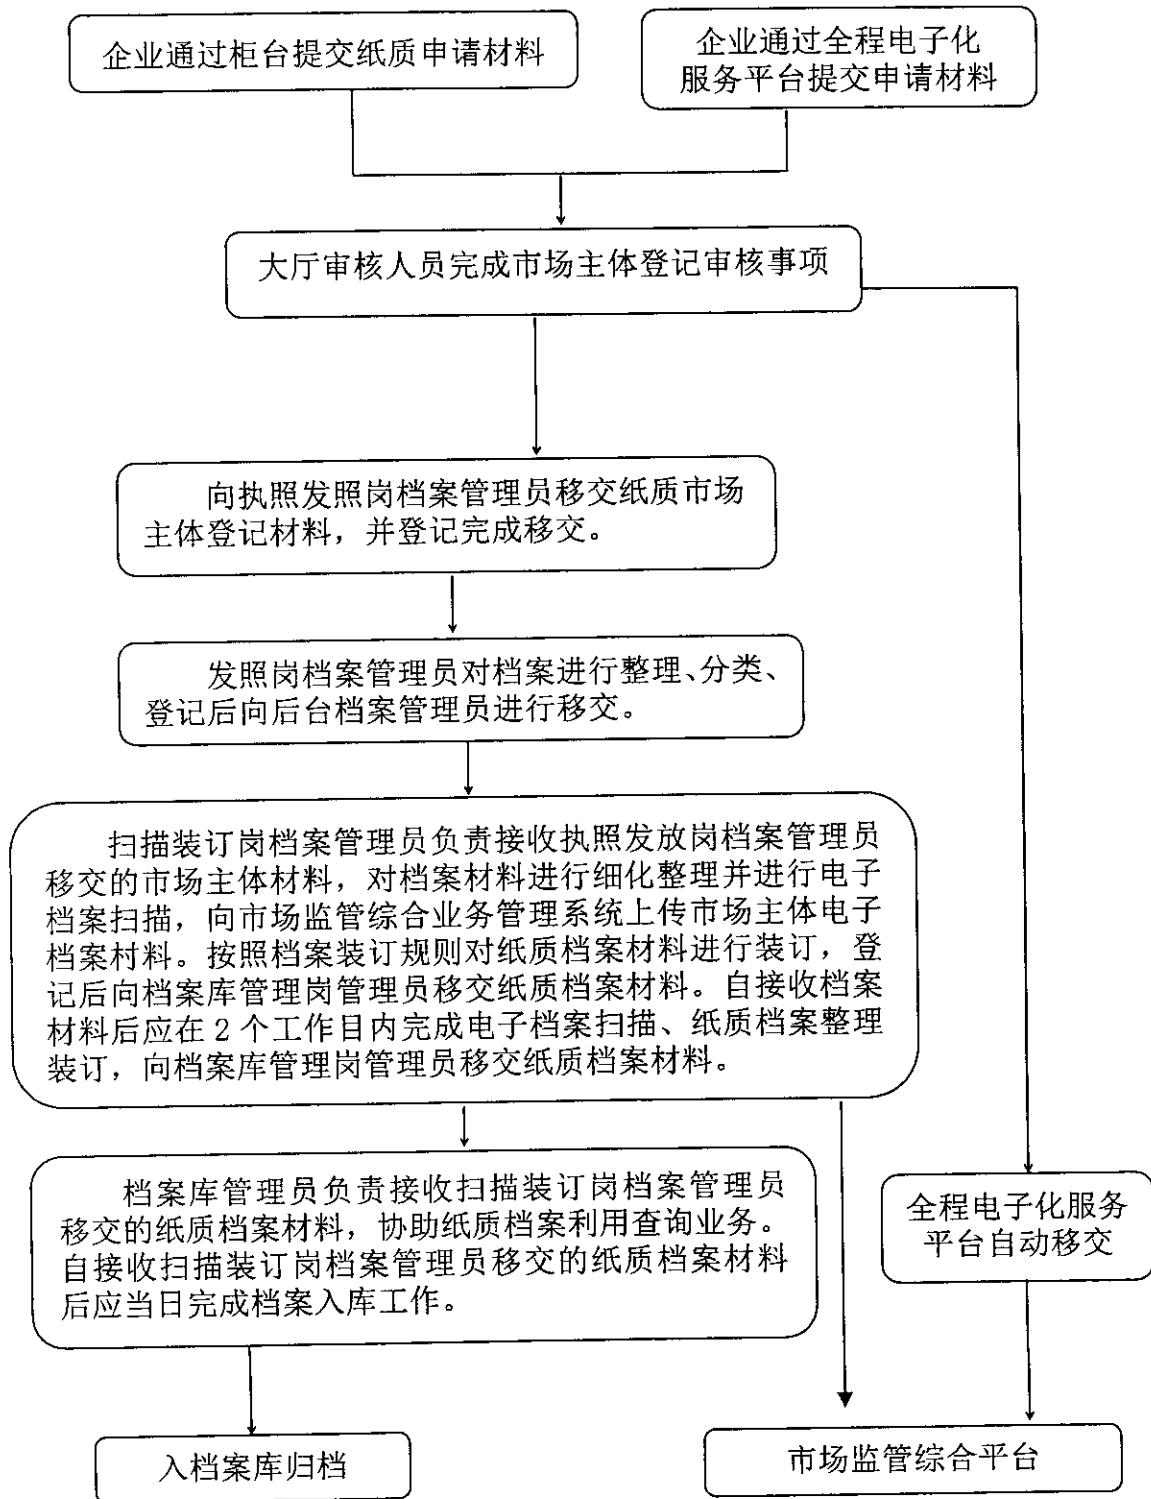 企业通过柜台提交纸质申请材料
企业通过全程电子化
服务平台提交申请材料
大厅审核人员完成市场主体登记审核事项
向执照发照岗档案管理员移交纸质市场
主体登记材料，并登记完成移交。
发照岗档案管理员对档案进行整理、分类、
登记后向后台档案管理员进行移交。
扫描装订岗档案管理员负责接收执照发放岗档案管理员
移交的市场主体材料，对档案材料进行细化整理并进行电子
档案扫描，向市场监管综合业务管理系统上传市场主体电子
档案村料。按照档案装订规则对纸质档案材料进行装订，登
记后向档案库管理岗管理员移交纸质档案材料。自接收档案
材料后应在2个工作目内完成电子档案扫描、纸质档案整理
装订，向档案库管理岗管理员移交纸质档案材料。
档案库管理员负责接收扫描装订岗档案管理员
移交的纸质档案材料，协助纸质档案利用查询业务。
自接收扫描装订岗档案管理员移交的纸质档案材料
后应当日完成档案入库工作。
全程电子化服务
平台自动移交
入档案库归档
市场监管综合平台